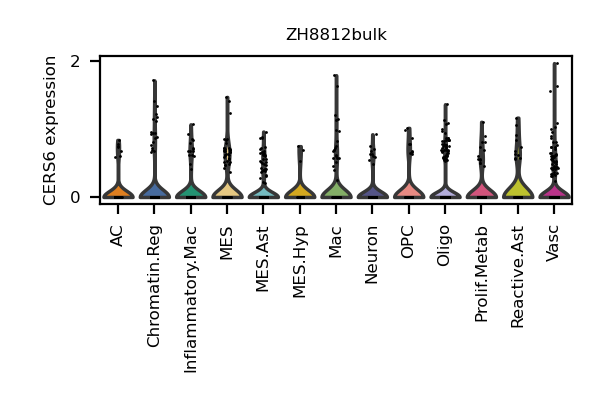 ZH8812bulk
CERS6 expression
2
0
AC
Chromatin.Reg
Inflammatory.Mac
MES
MES.Ast
MES.Hyp
Mac
Neuron
OPC
Oligo
Prolif.Metab
Reactive.Ast
Vasc